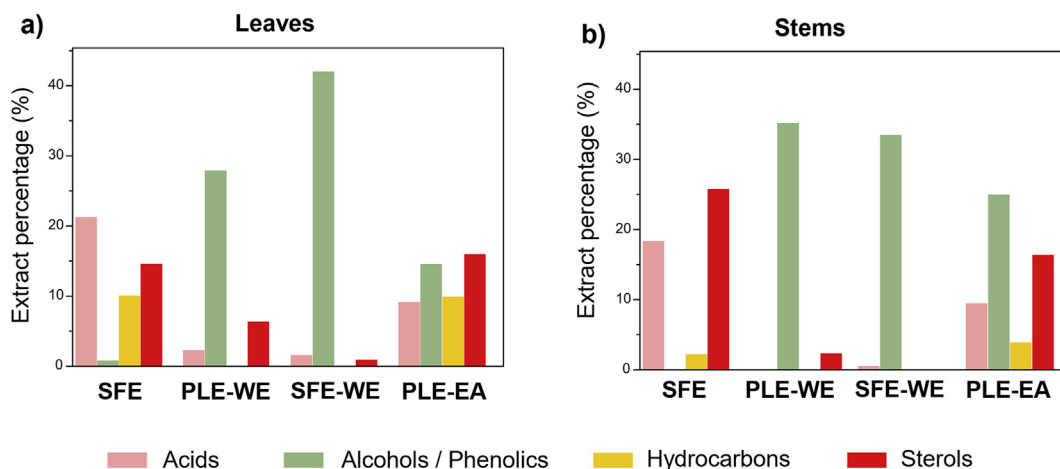 a)
Leaves
Extract percentage (%)
40
30
20
10
0
SFE PLE-WE SFE-WE PLE-EA
b)
Stems
Extract percentage (%)
40
30
20
10
0
SFE PLE-WE SFE-WE PLE-EA
Acids Alcohols / Phenolics Hydrocarbons Sterols